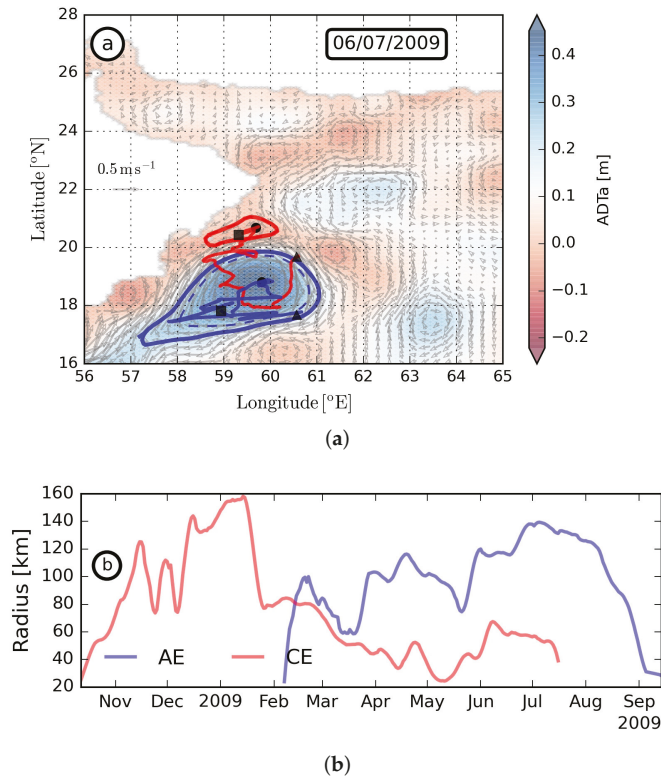 a
06/07/2009
28
26
24
22
20
18
16
Latitude [°N]
0.5 m s⁻¹
56 57 58 59 60 61 62 63 64 65
Longitude [°E]
0.4
0.3
0.2
0.1
0.0
−0.1
−0.2
ADTa [m]
(a)
b
160
140
120
100
80
60
40
20
Radius [km]
AE CE
Nov Dec 2009 Feb Mar Apr May Jun Jul Aug Sep
2009
(b)